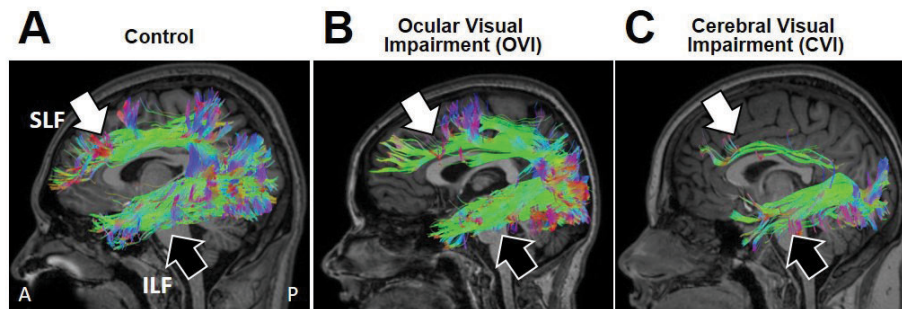 A
Control
B
Ocular Visual
Impairment (OVI)
C
Cerebral Visual
Impairment (CVI)
SLF
ILF
A
P